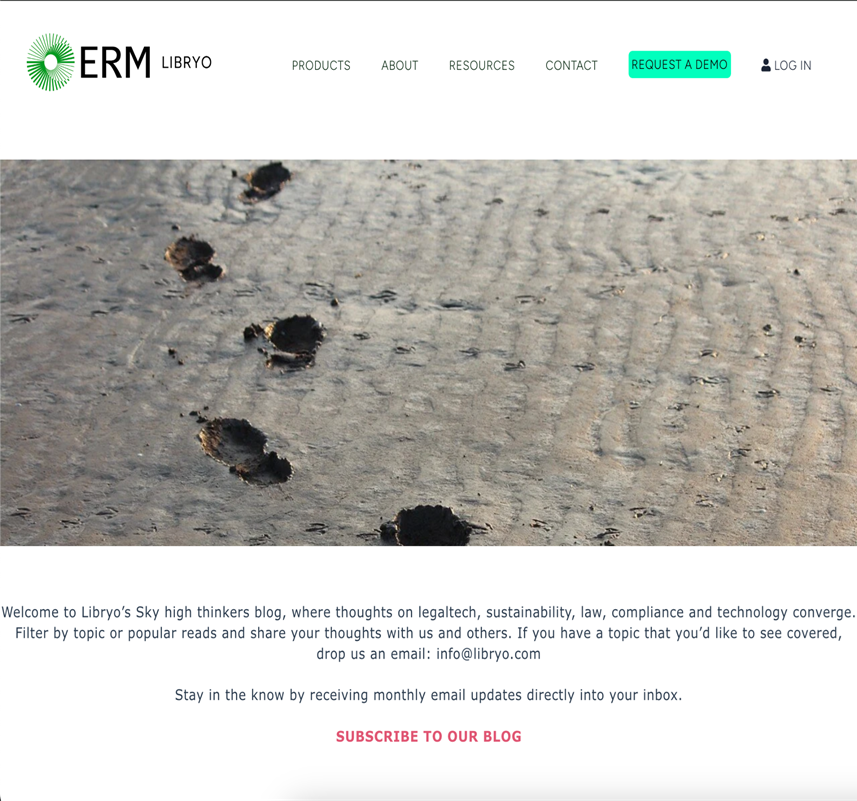 ERM LIBRYO
PRODUCTS ABOUT RESOURCES CONTACT REQUEST A DEMO LOG IN
Welcome to Libryo’s Sky high thinkers blog, where thoughts on legaltech, sustainability, law, compliance and technology converge.
Filter by topic or popular reads and share your thoughts with us and others. If you have a topic that you’d like to see covered,
drop us an email: info@libryo.com
Stay in the know by receiving monthly email updates directly into your inbox.
SUBSCRIBE TO OUR BLOG